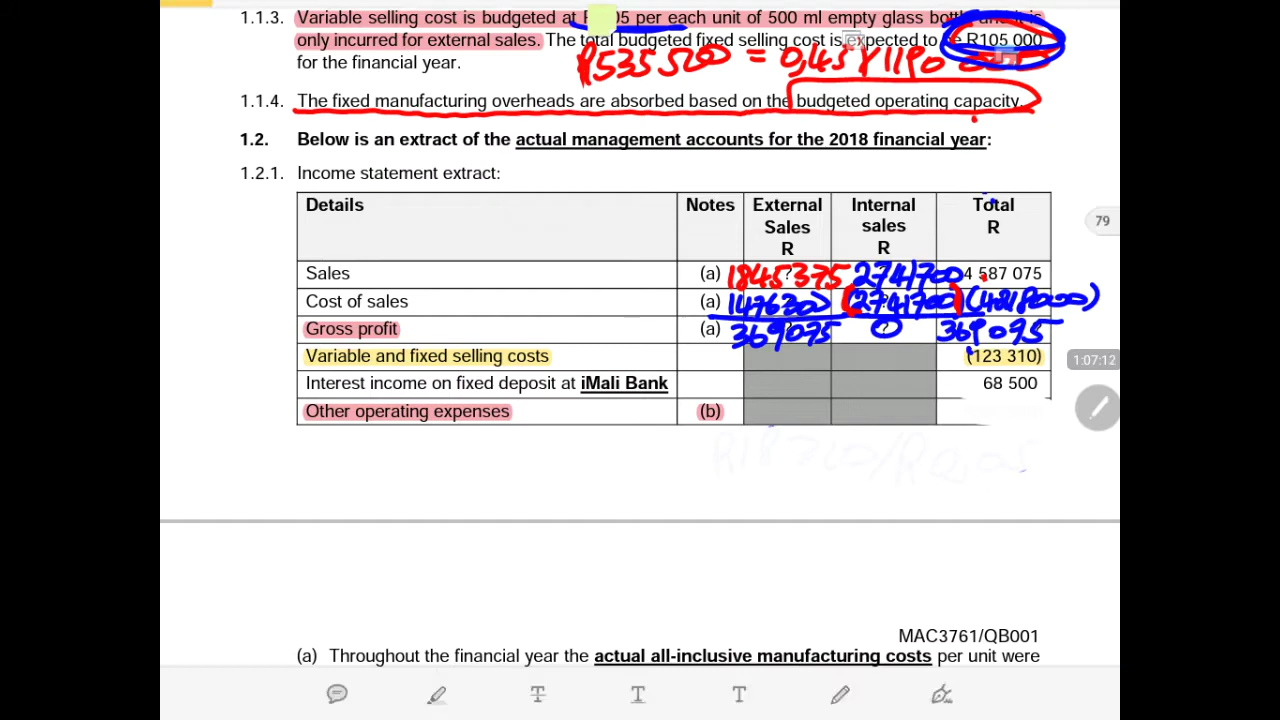 1.1.3. Variable selling cost is budgeted at R 05 per each unit of 500 ml empty glass is
only incurred for external sales. The total budgeted fixed selling cost is expected to R105 000
for the financial year. R535 500 = 0,45 X 1190 000
1.1.4. The fixed manufacturing overheads are absorbed based on the budgeted operating capacity.
1.2. Below is an extract of the actual management accounts for the 2018 financial year:
1.2.1. Income statement extract:
Details Notes External Sales R Internal sales R Total R
Sales (a) 1845375 ? 2741700 4 587 075
Cost of sales (a) 1476300 (2741700) (4218000)
Gross profit (a) 369075 0 369075
Variable and fixed selling costs (123 310)
Interest income on fixed deposit at iMali Bank 68 500
Other operating expenses (b)
79
1:07:12
MAC3761/QB001
(a) Throughout the financial year the actual all-inclusive manufacturing costs per unit were
T T T